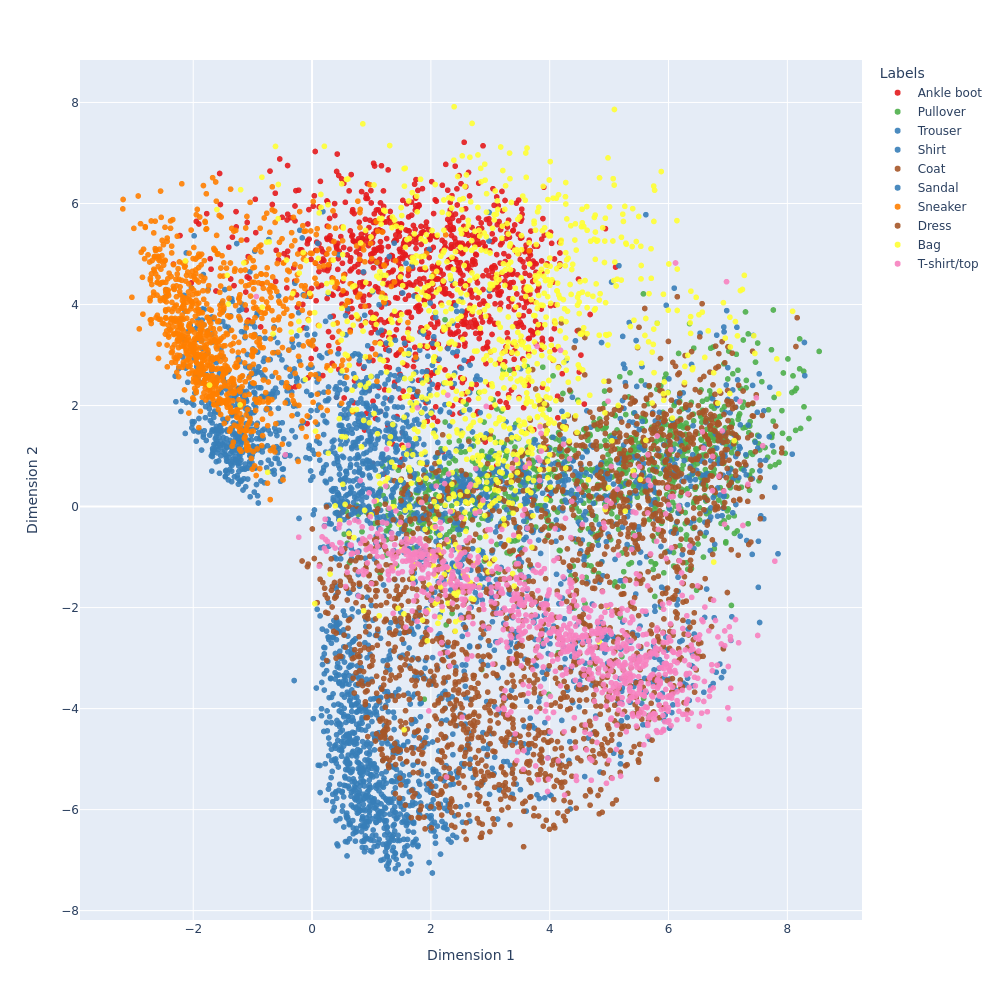 Labels
Ankle boot
Pullover
Trouser
Shirt
Coat
Sandal
Sneaker
Dress
Bag
T-shirt/top
8
6
4
2
0
−2
−4
−6
−8
Dimension 2
−2 0 2 4 6 8
Dimension 1